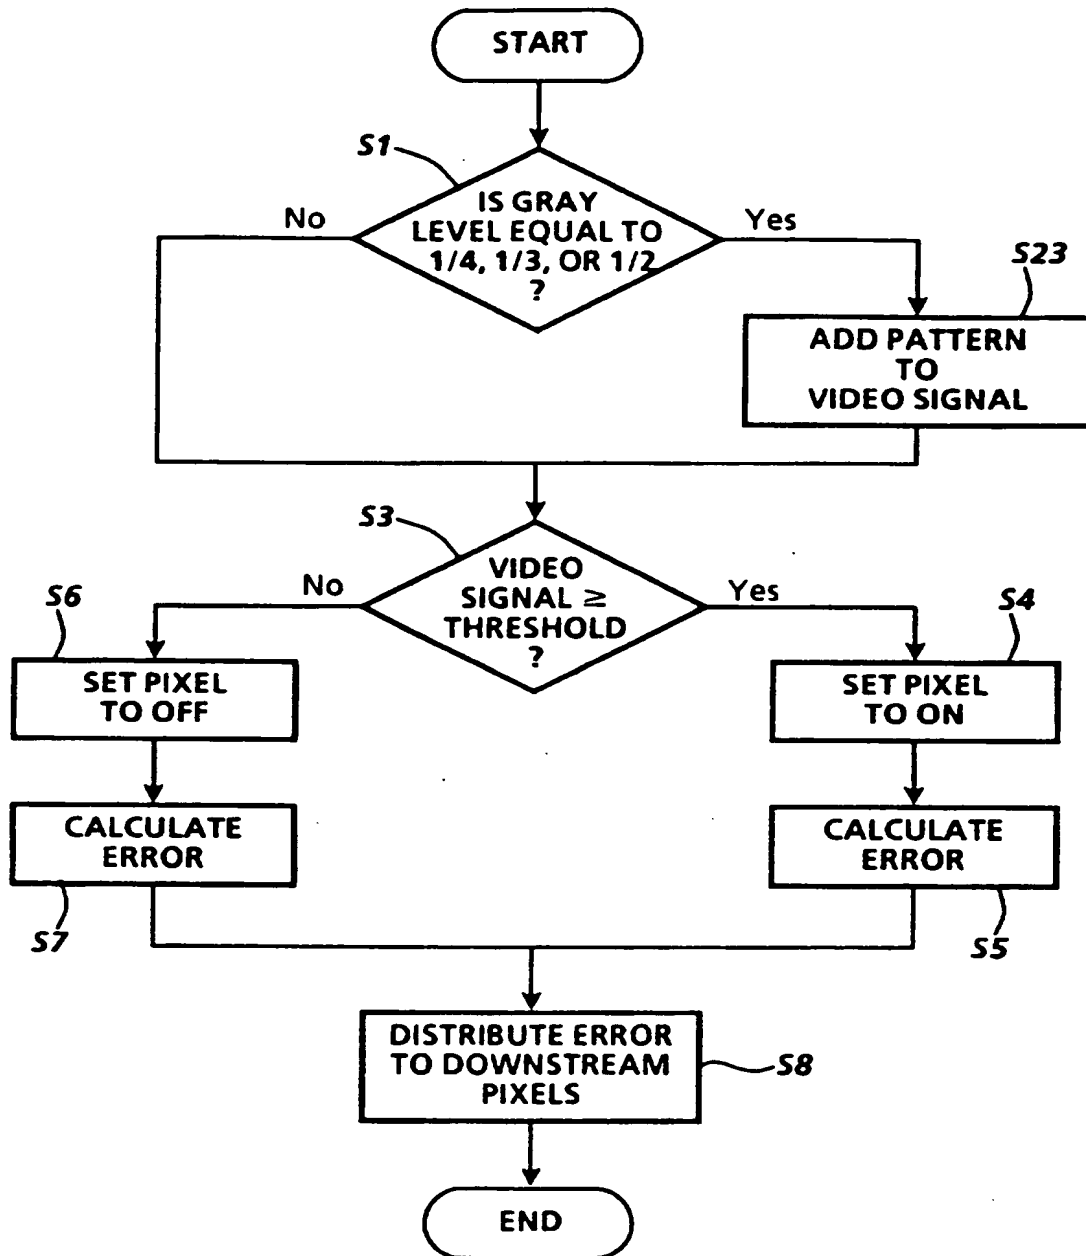 START
S1
IS GRAY
LEVEL EQUAL TO
1/4, 1/3, OR 1/2
?
No
Yes
S23
ADD PATTERN
TO
VIDEO SIGNAL
S3
VIDEO
SIGNAL ≧
THRESHOLD
?
No
Yes
S6
SET PIXEL
TO OFF
S4
SET PIXEL
TO ON
CALCULATE
ERROR
S7
CALCULATE
ERROR
S5
DISTRIBUTE ERROR
TO DOWNSTREAM
PIXELS
S8
END